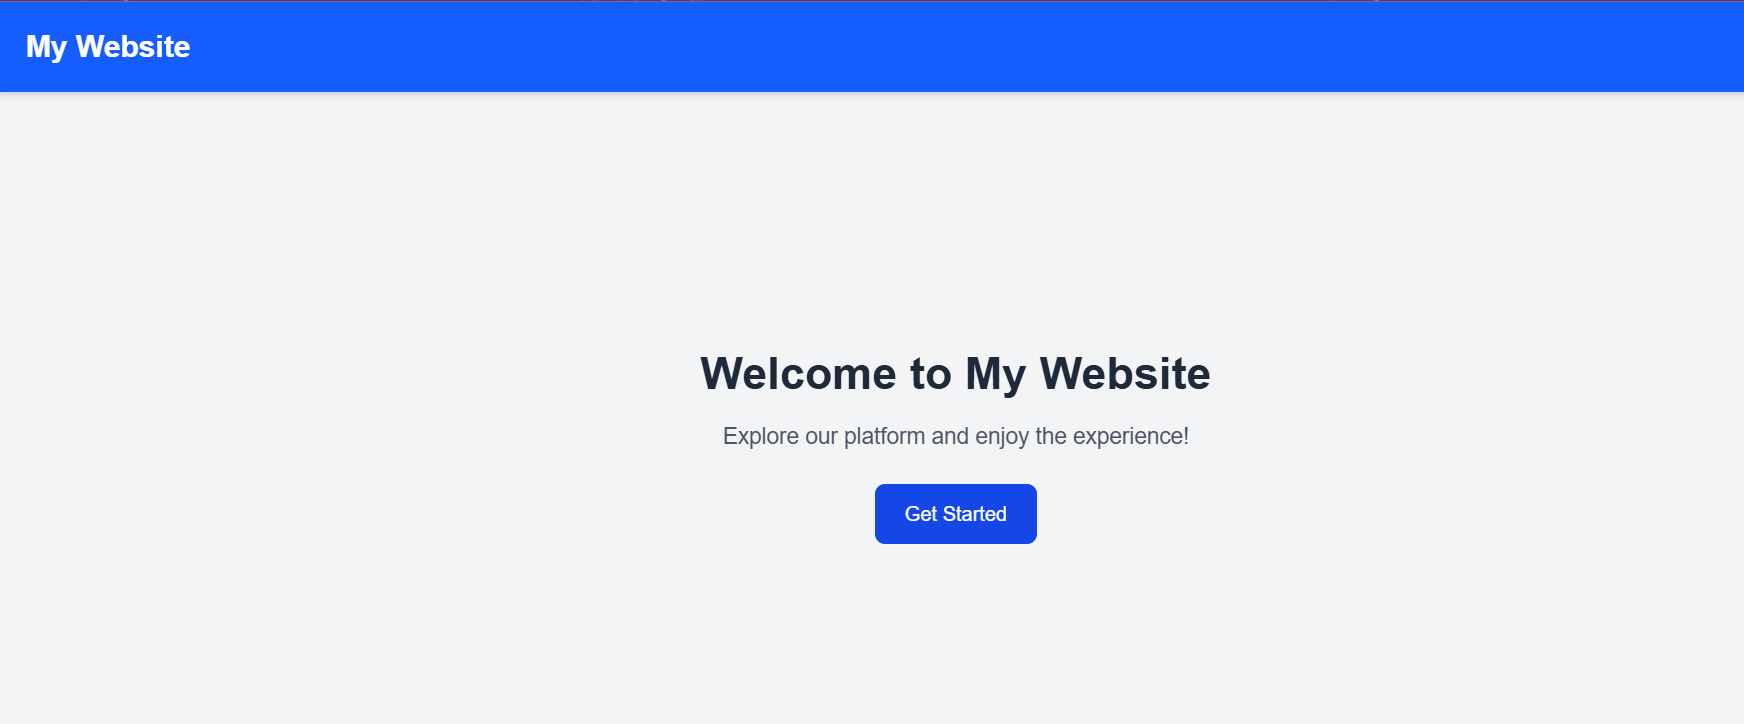 My Website
Welcome to My Website
Explore our platform and enjoy the experience!
Get Started